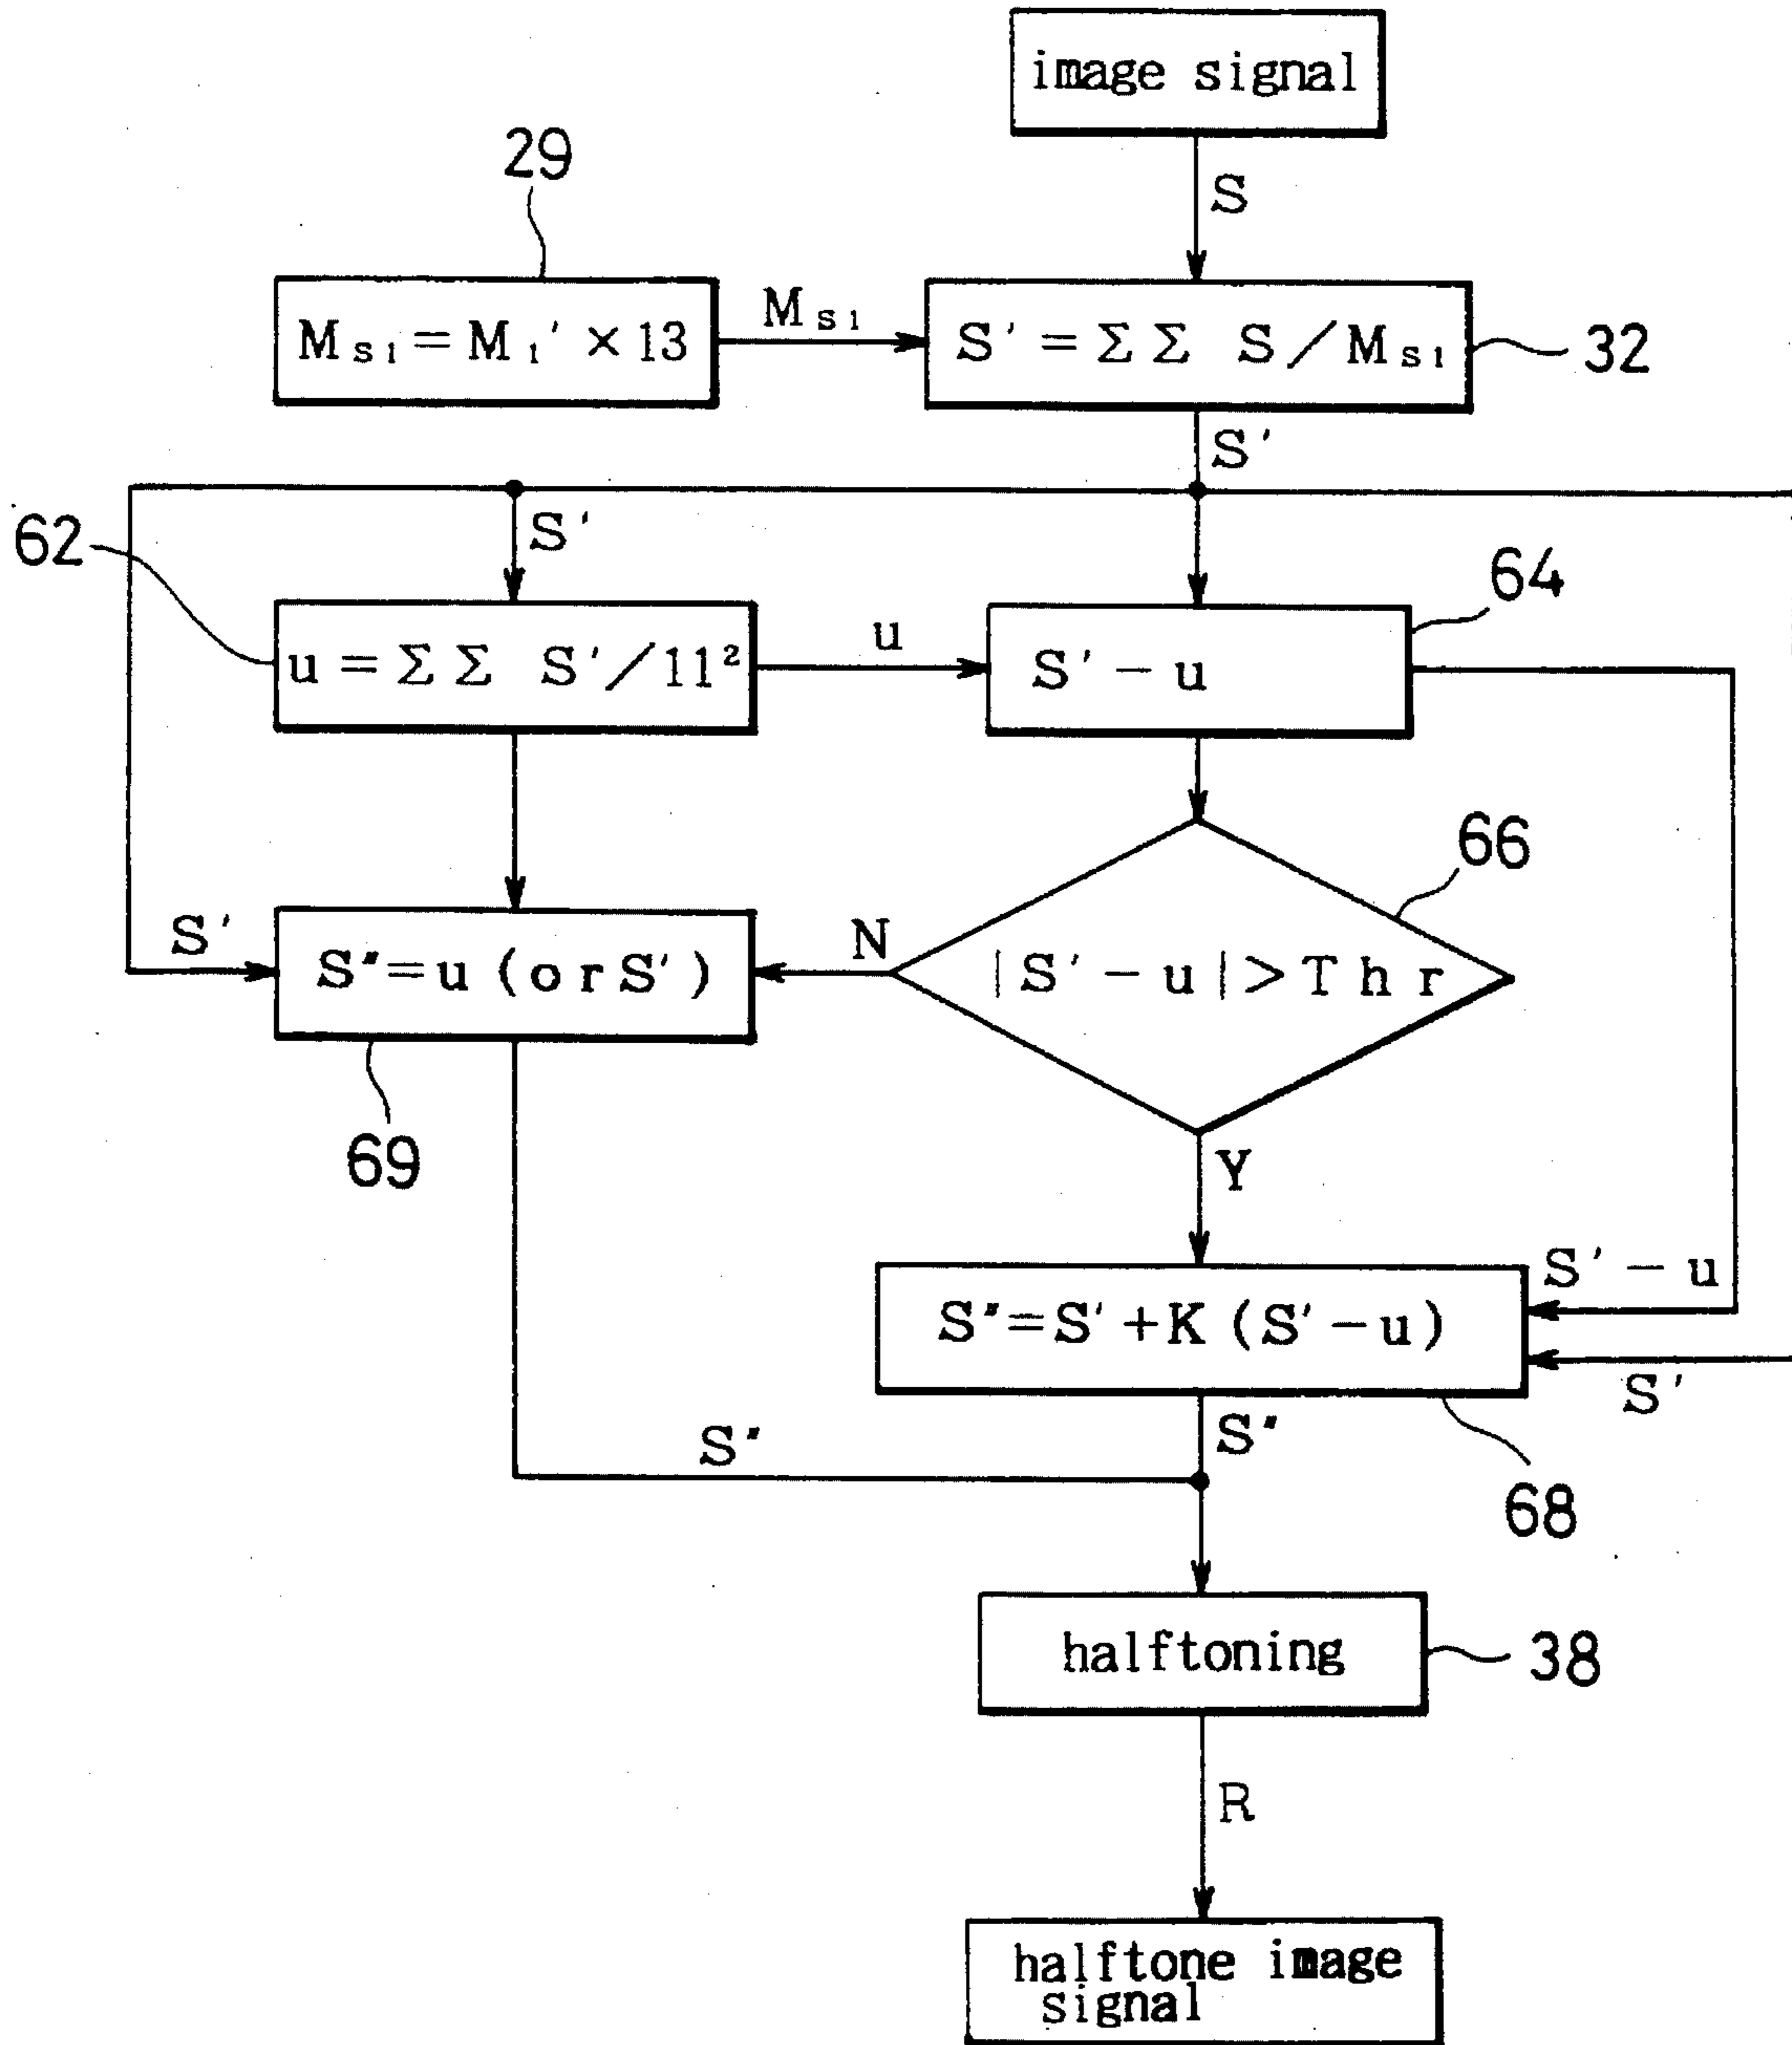 image signal
S
29
Ms1=M1'×13
Ms1
S'=ΣΣ S/Ms1
32
S'
S'
62
64
u=ΣΣ S'/11²
u
S'-u
66
S'
S"=u (or S')
N
|S'-u|>Thr
69
Y
S'-u
S"=S'+K(S'-u)
S'
S"
S"
68
halftoning
38
R
halftone image
signal